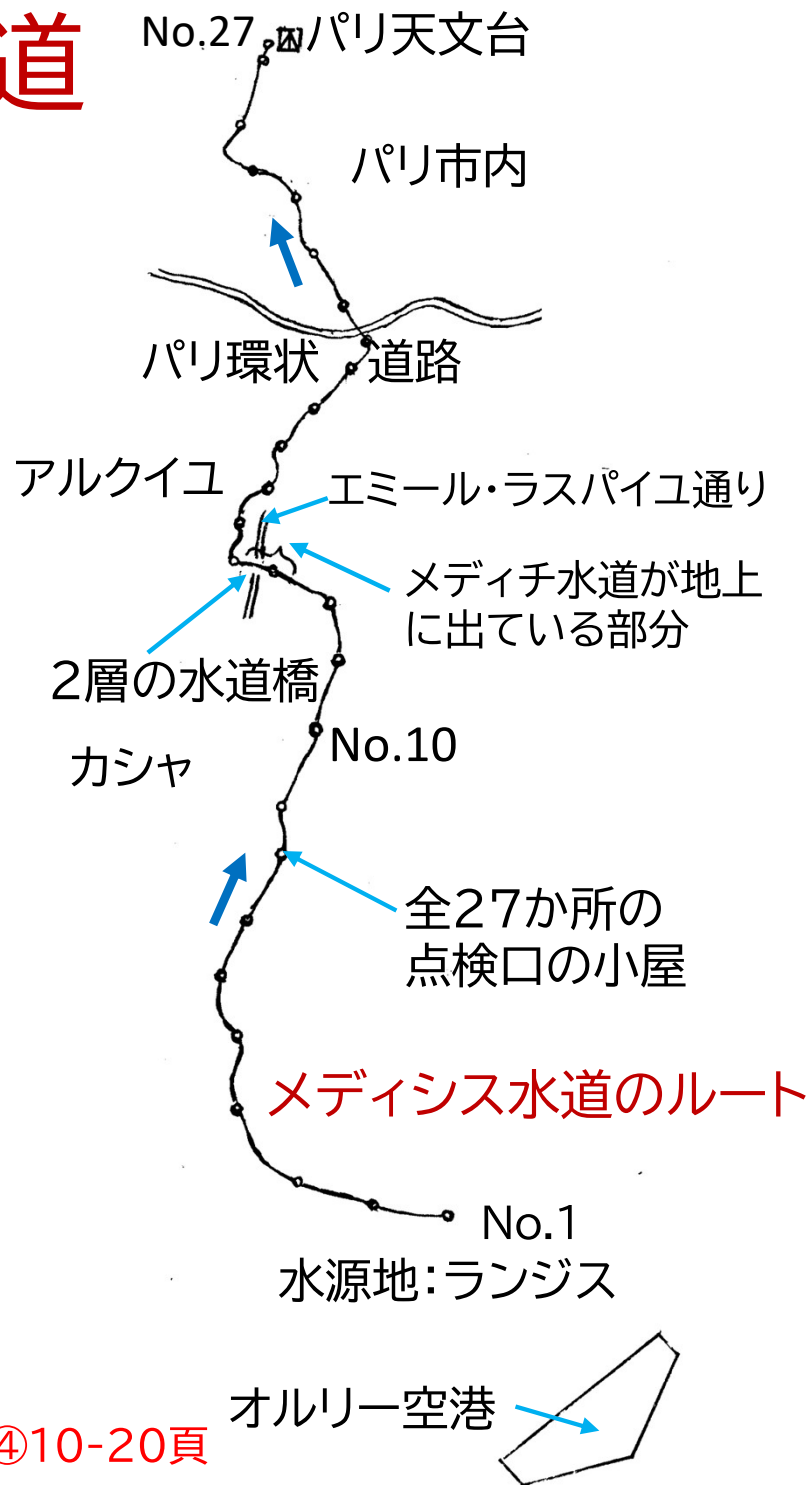 道
No.27
パリ天文台
パリ市内
パリ環状 道路
アルクイユ
エミール・ラスパイユ通り
メディチ水道が地上
に出ている部分
2層の水道橋
No.10
カシャ
全27か所の
点検口の小屋
メディシス水道のルート
No.1
水源地：ランジス
オルリー空港
④10-20頁